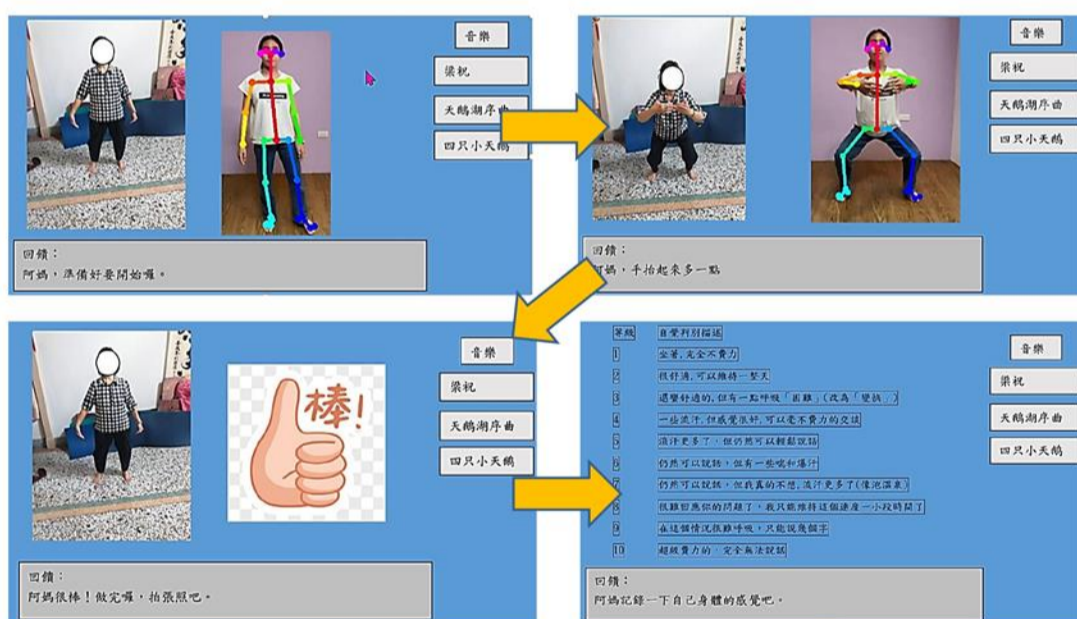 音樂
梁祝
天鵝湖序曲
四只小天鵝
回饋：
阿媽，準備好要開始囉。
音樂
梁祝
天鵝湖序曲
四只小天鵝
回饋：
阿媽，手抬起來多一點
棒!
音樂
梁祝
天鵝湖序曲
四只小天鵝
回饋：
阿媽很棒！做完囉，拍張照吧。
等級 自覺判別描述
1 坐著,完全不費力
2 很舒適,可以維持一整天
3 還蠻舒適的,但有一點呼吸「困難」(改為「變快」)
4 一些流汗,但感覺很好,可以毫不費力的交談
5 流汗更多了，但仍然可以輕鬆說話
6 仍然可以說話，但有一些喘和爆汗
7 仍然可以說話，但我真的不想,流汗更多了(像泡溫泉)
8 很難回應你的問題了，我只能維持這個速度一小段時間了
9 在這個情況很難呼吸，只能說幾個字
10 超級費力的，完全無法說話
音樂
梁祝
天鵝湖序曲
四只小天鵝
回饋：
阿媽記錄一下自己身體的感覺吧。